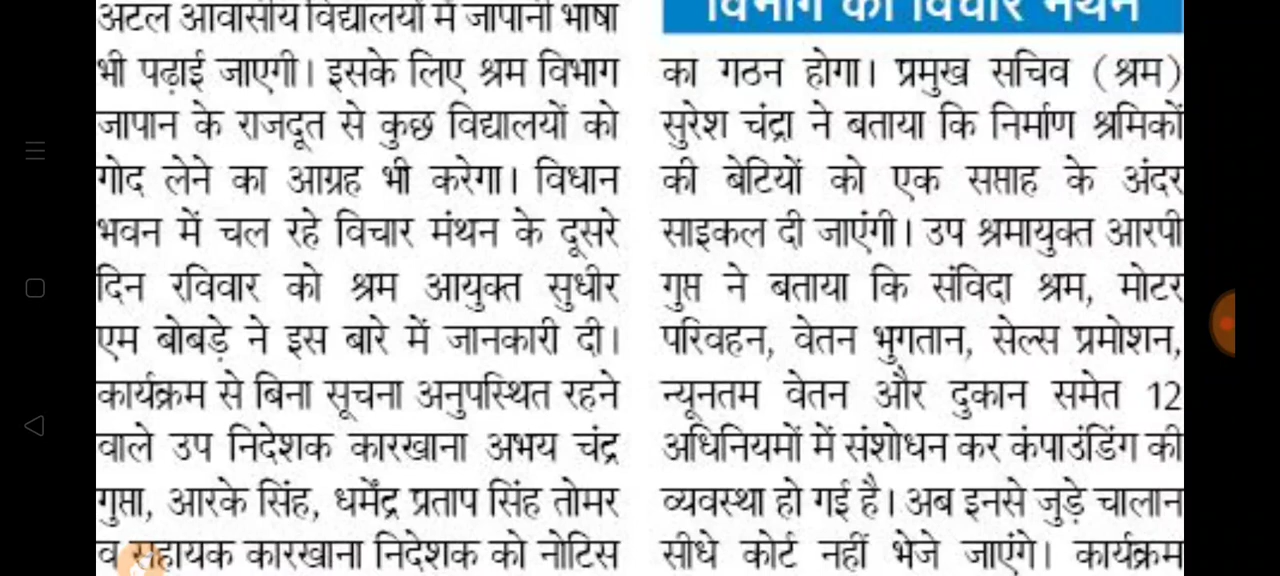 अटल आवासीय विद्यालयों में जापानी भाषा
भी पढ़ाई जाएगी। इसके लिए श्रम विभाग
जापान के राजदूत से कुछ विद्यालयों को
गोद लेने का आग्रह भी करेगा। विधान
भवन में चल रहे विचार मंथन के दूसरे
दिन रविवार को श्रम आयुक्त सुधीर
एम बोबड़े ने इस बारे में जानकारी दी।
कार्यक्रम से बिना सूचना अनुपस्थित रहने
वाले उप निदेशक कारखाना अभय चंद्र
गुप्ता, आरके सिंह, धर्मेंद्र प्रताप सिंह तोमर
व सहायक कारखाना निदेशक को नोटिस
विभाग का विचार मंथन
का गठन होगा। प्रमुख सचिव (श्रम)
सुरेश चंद्रा ने बताया कि निर्माण श्रमिकों
की बेटियों को एक सप्ताह के अंदर
साइकल दी जाएंगी। उप श्रमायुक्त आरपी
गुप्त ने बताया कि संविदा श्रम, मोटर
परिवहन, वेतन भुगतान, सेल्स प्रमोशन,
न्यूनतम वेतन और दुकान समेत 12
अधिनियमों में संशोधन कर कंपाउंडिंग की
व्यवस्था हो गई है। अब इनसे जुड़े चालान
सीधे कोर्ट नहीं भेजे जाएंगे। कार्यक्रम